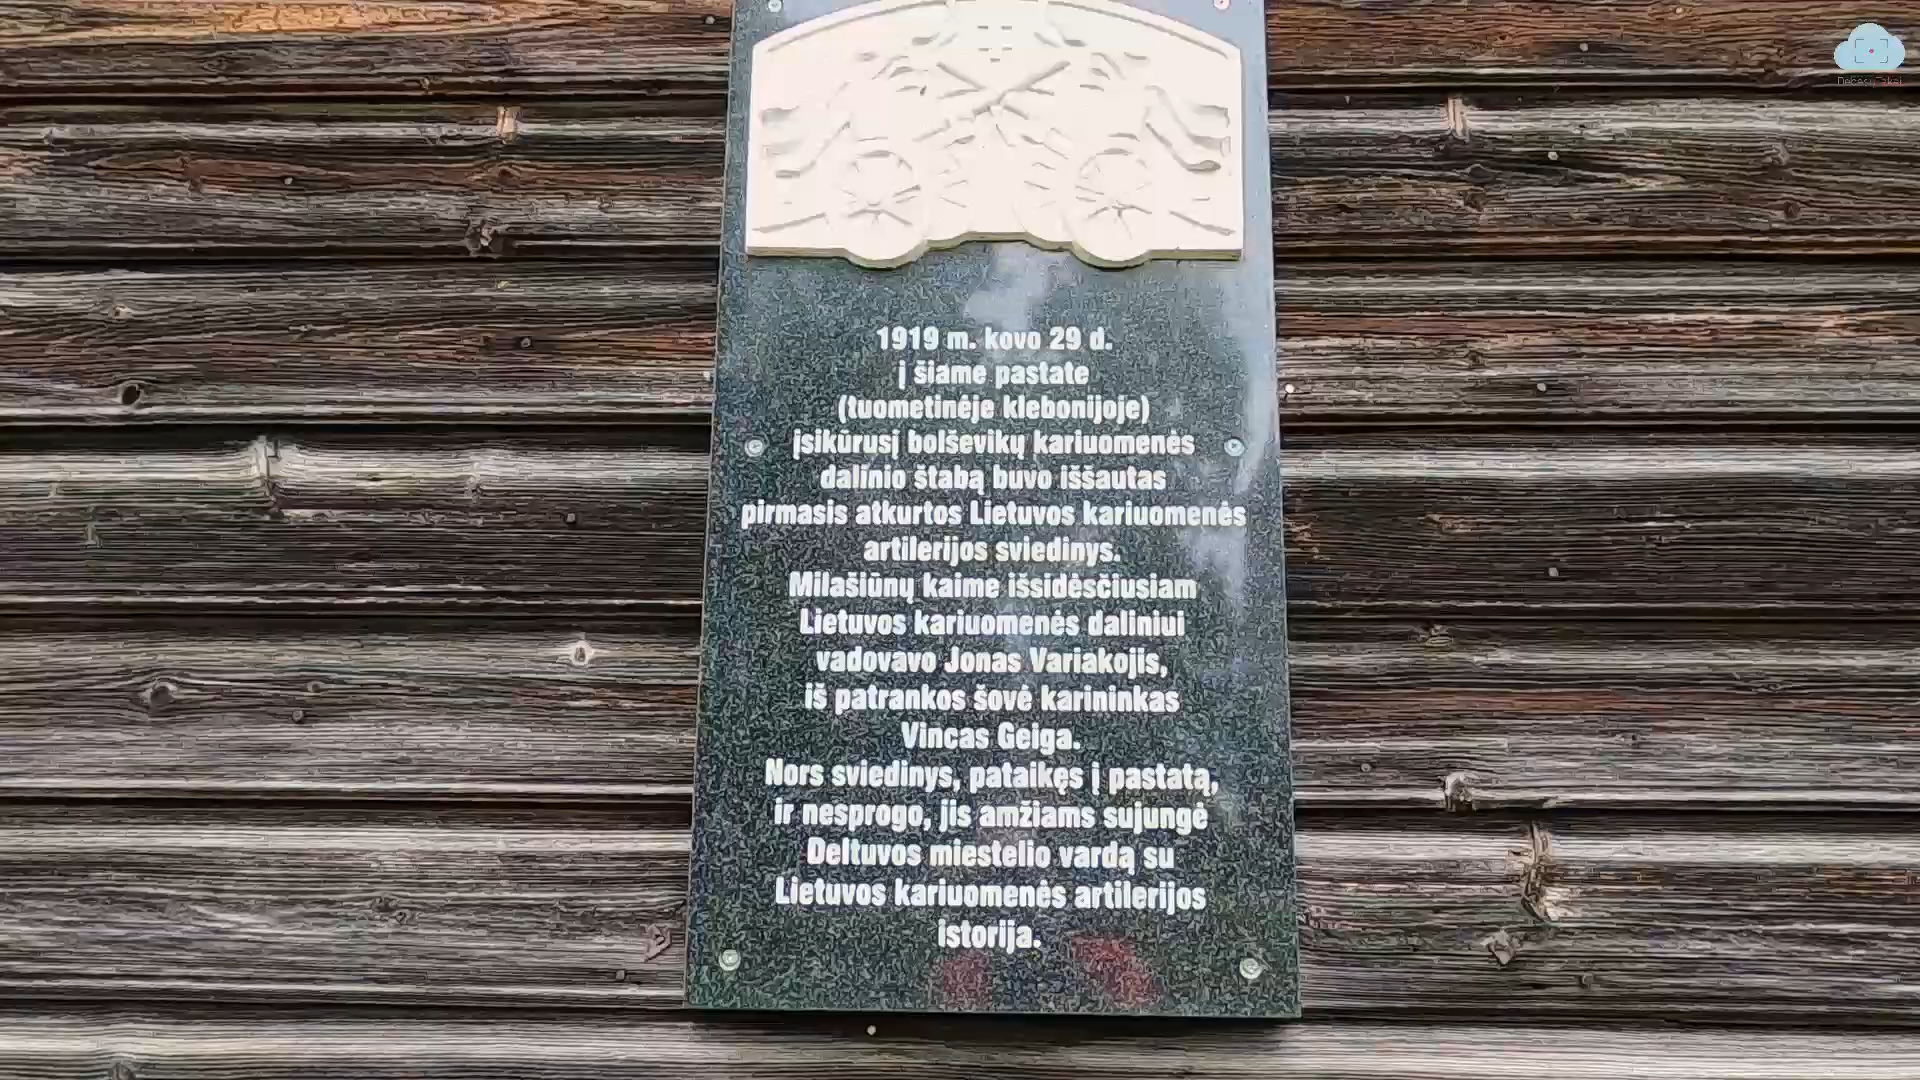 1919 m. kovo 29 d.
į šiame pastate
(tuometinėje klebonijoje)
įsikūrusį bolševikų kariuomenės
dalinio štabą buvo iššautas
pirmasis atkurtos Lietuvos kariuomenės
artilerijos sviedinys.
Milašiūnų kaime išsidėsčiusiam
Lietuvos kariuomenės daliniui
vadovavo Jonas Variakojis,
iš patrankos šovė karininkas
Vincas Geiga.
Nors sviedinys, pataikęs į pastatą,
ir nesprogo, jis amžiams sujungė
Deltuvos miestelio vardą su
Lietuvos kariuomenės artilerijos
istorija.